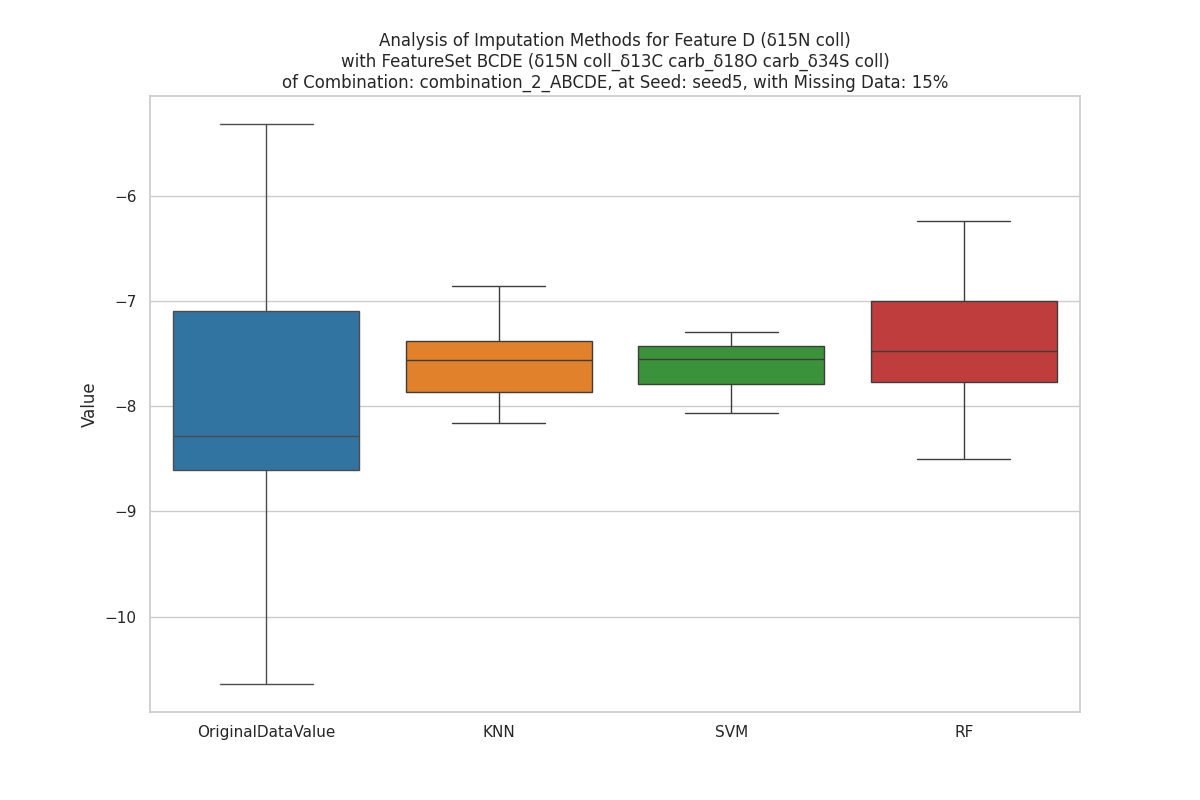 Analysis of Imputation Methods for Feature D (δ15N coll)
with FeatureSet BCDE (δ15N coll_δ13C carb_δ18O carb_δ34S coll)
of Combination: combination_2_ABCDE, at Seed: seed5, with Missing Data: 15%
−6
−7
−8
−9
−10
Value
OriginalDataValue
KNN
SVM
RF